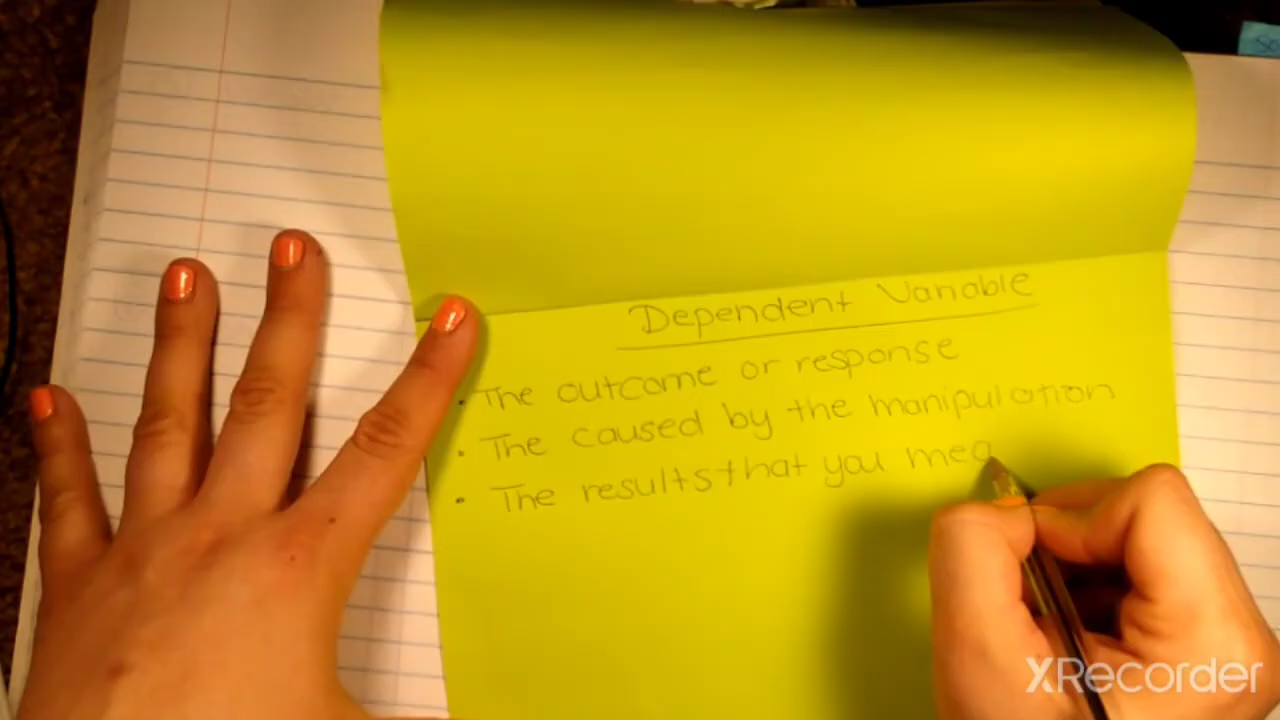 Dependent Variable
• The outcome or response
• The caused by the manipulation
• The results that you mea
XRecorder